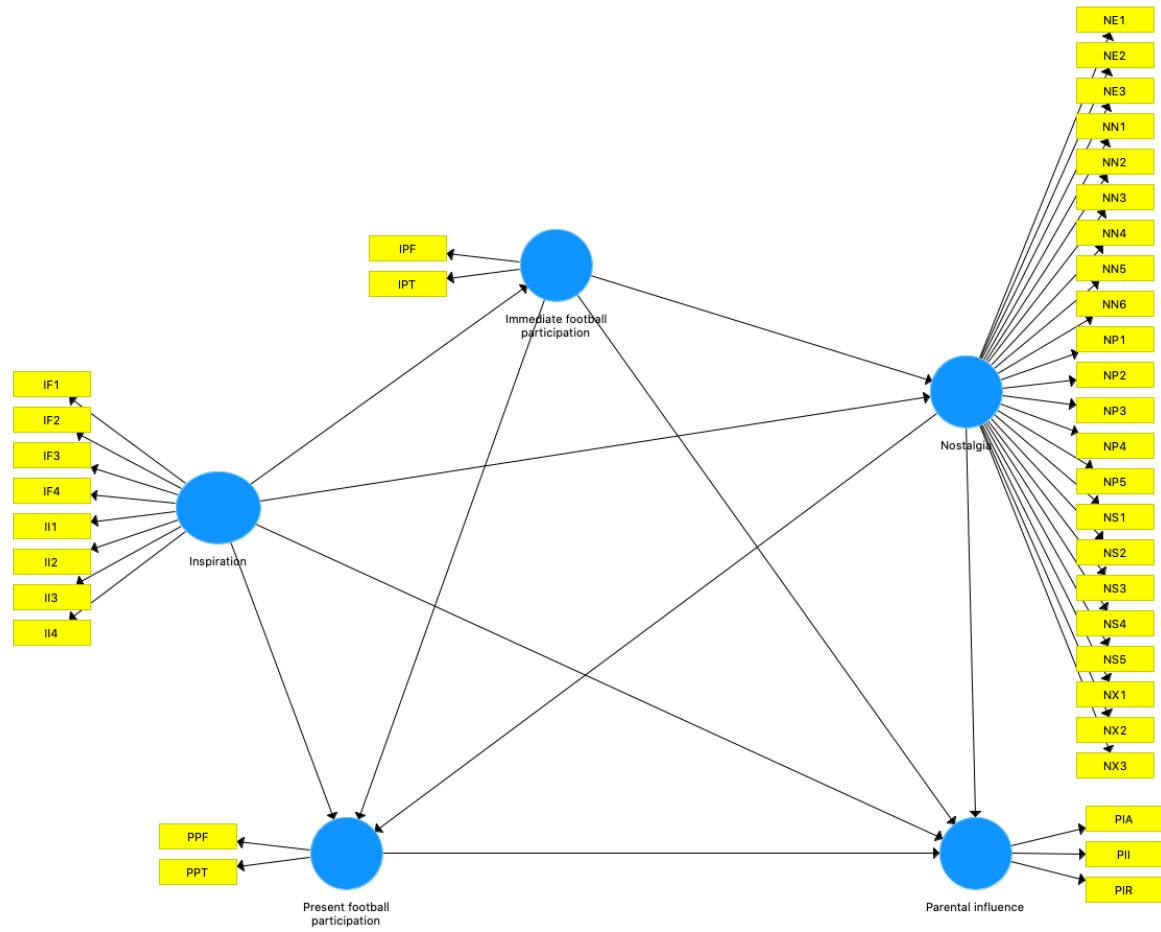 NE1
NE2
NE3
NN1
NN2
NN3
NN4
NN5
NN6
NP1
NP2
NP3
NP4
NP5
NS1
NS2
NS3
NS4
NS5
NX1
NX2
NX3
IPF
IPT
Immediate football
participation
Nostalgia
IF1
IF2
IF3
IF4
II1
II2
II3
II4
Inspiration
PPF
PPT
Present football
participation
Parental influence
PIA
PII
PIR